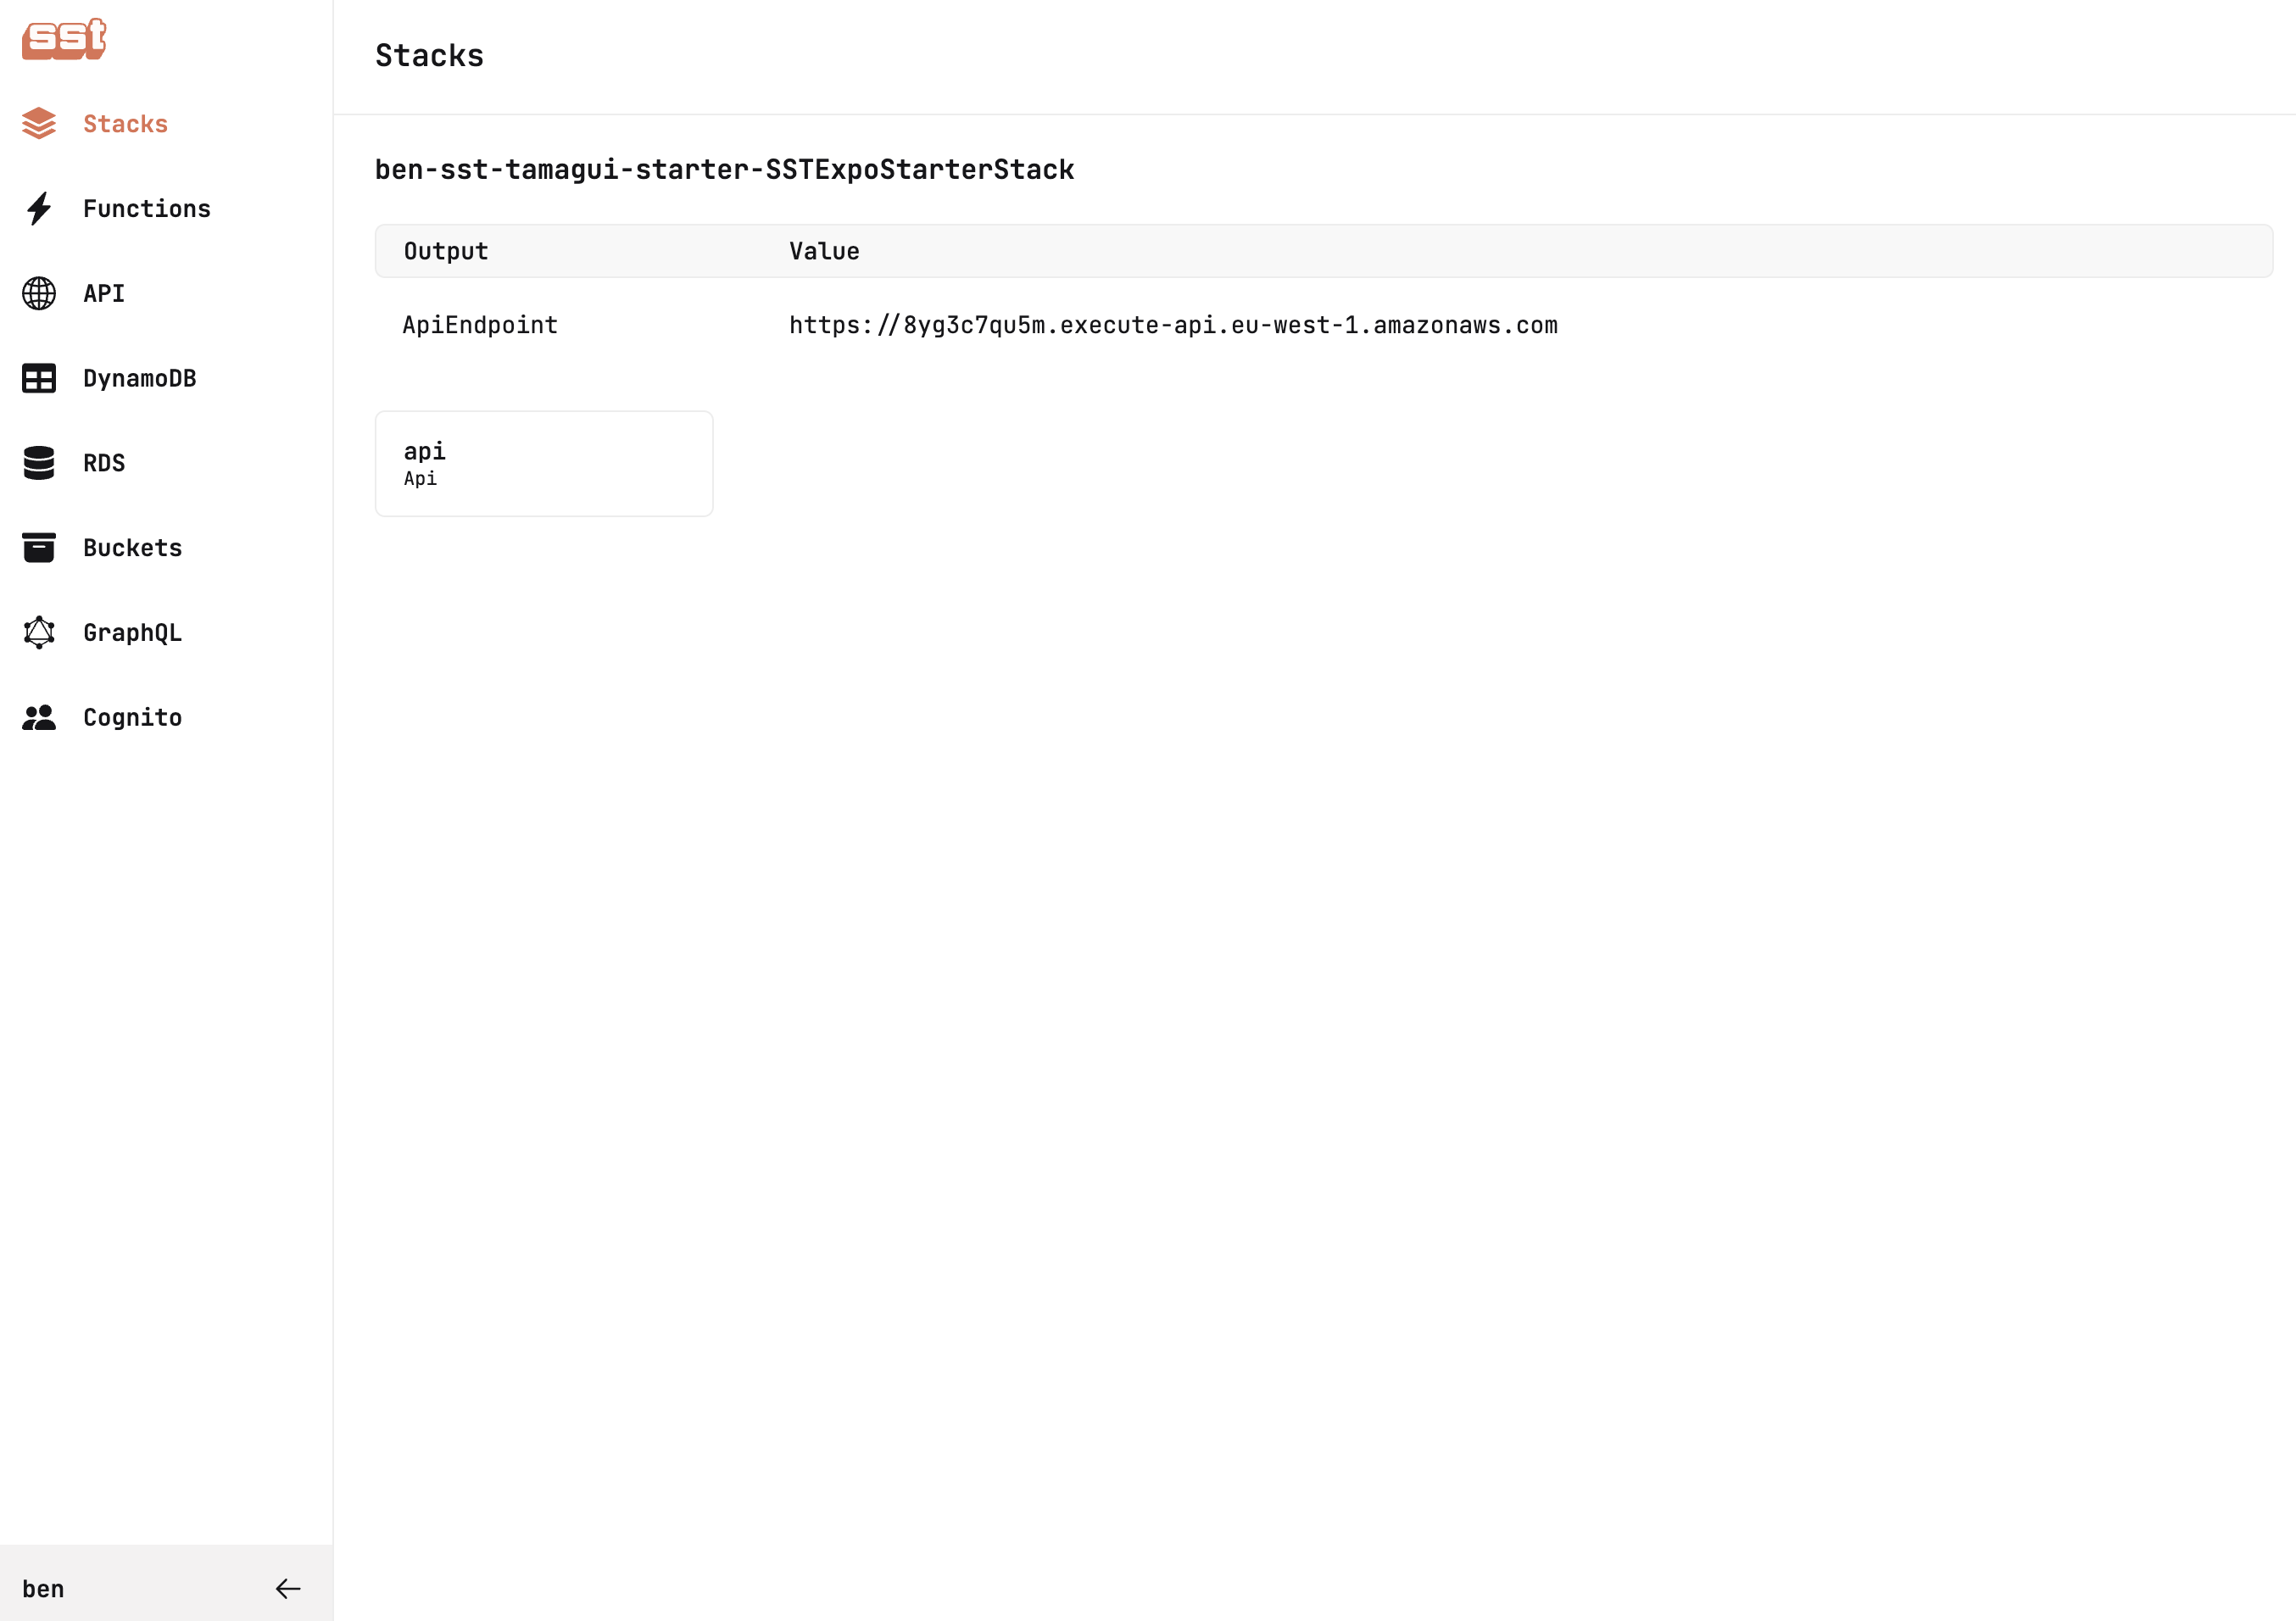 sst
Stacks
Functions
API
DynamoDB
RDS
Buckets
GraphQL
Cognito
ben
Stacks
ben-sst-tamagui-starter-SSTExpoStarterStack
Output Value
ApiEndpoint https://8yg3c7qu5m.execute-api.eu-west-1.amazonaws.com
api
Api